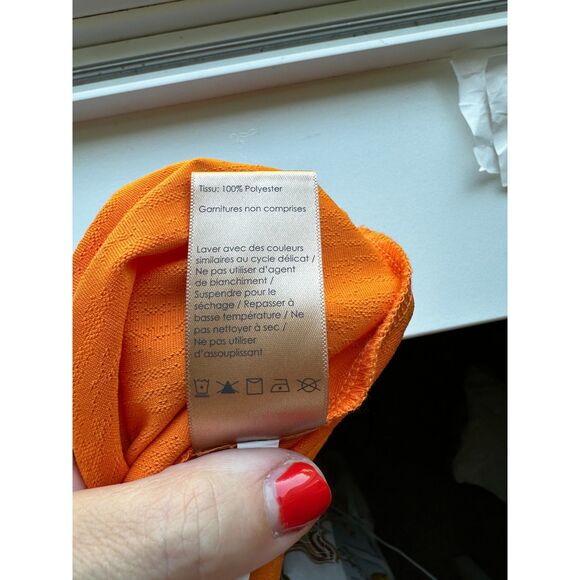 Tissu: 100% Polyester
Garnitures non comprises
Laver avec des couleurs
similaires au cycle délicat /
Ne pas utiliser d'agent
de blanchiment /
Suspendre pour le
séchage / Repasser à
basse température / Ne
pas nettoyer à sec /
Ne pas utiliser
d'assouplissant